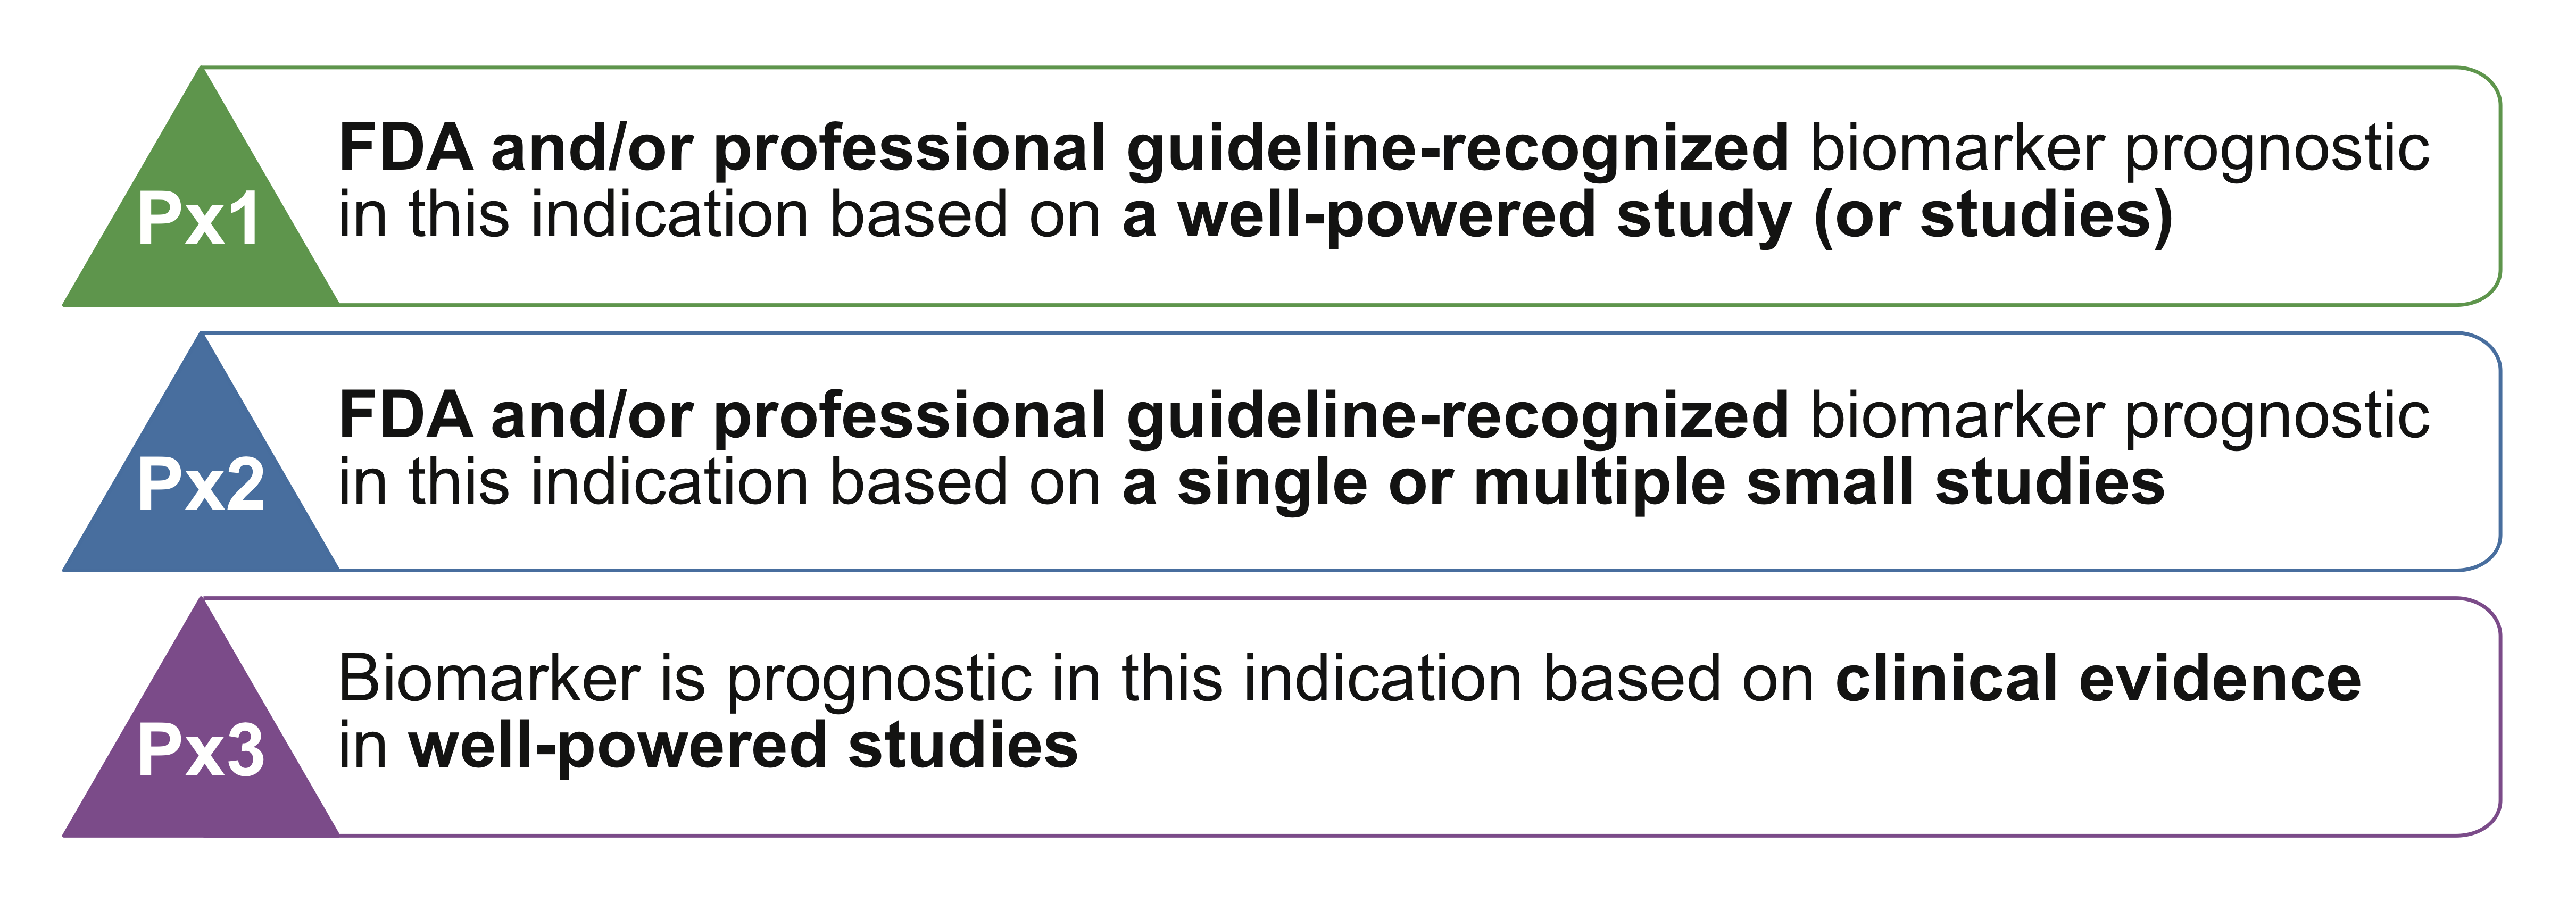 Px1
FDA and/or professional guideline-recognized biomarker prognostic
in this indication based on a well-powered study (or studies)
Px2
FDA and/or professional guideline-recognized biomarker prognostic
in this indication based on a single or multiple small studies
Px3
Biomarker is prognostic in this indication based on clinical evidence
in well-powered studies